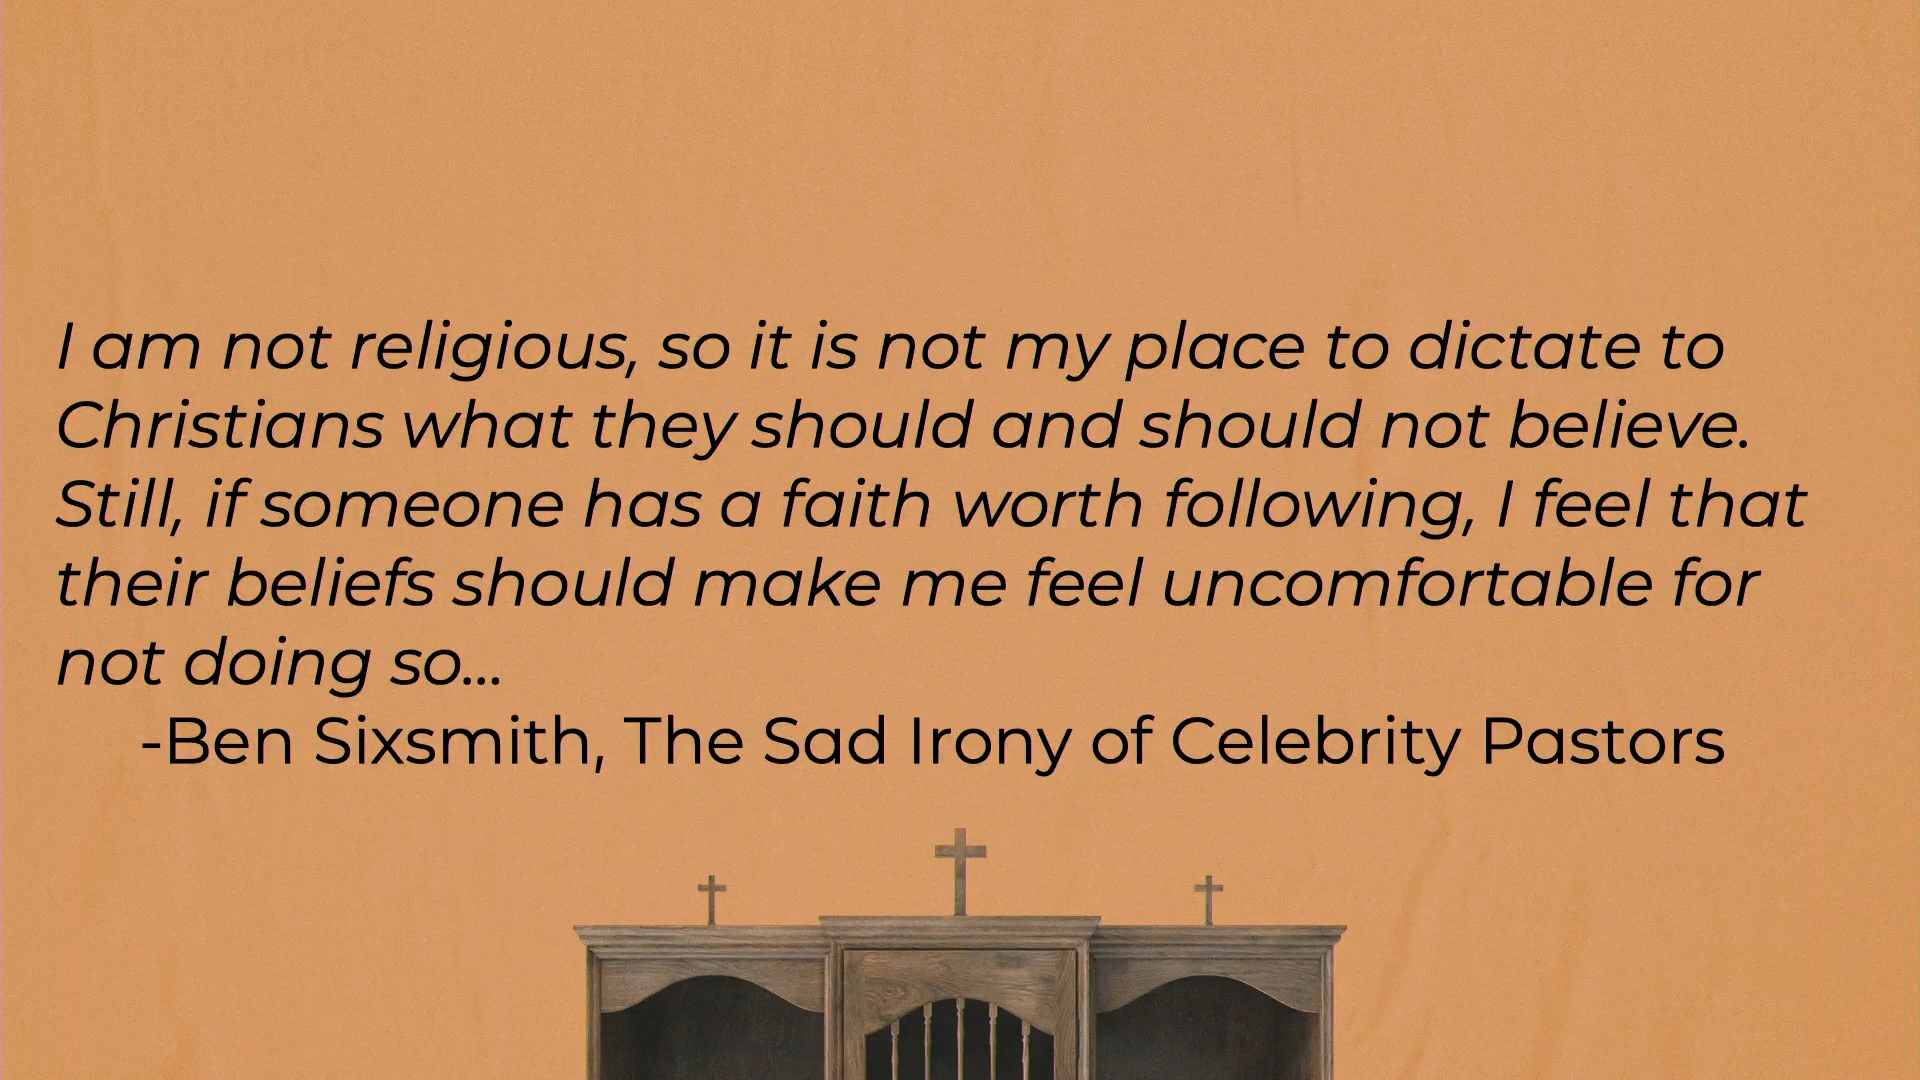 I am not religious, so it is not my place to dictate to
Christians what they should and should not believe.
Still, if someone has a faith worth following, I feel that
their beliefs should make me feel uncomfortable for
not doing so...
-Ben Sixsmith, The Sad Irony of Celebrity Pastors